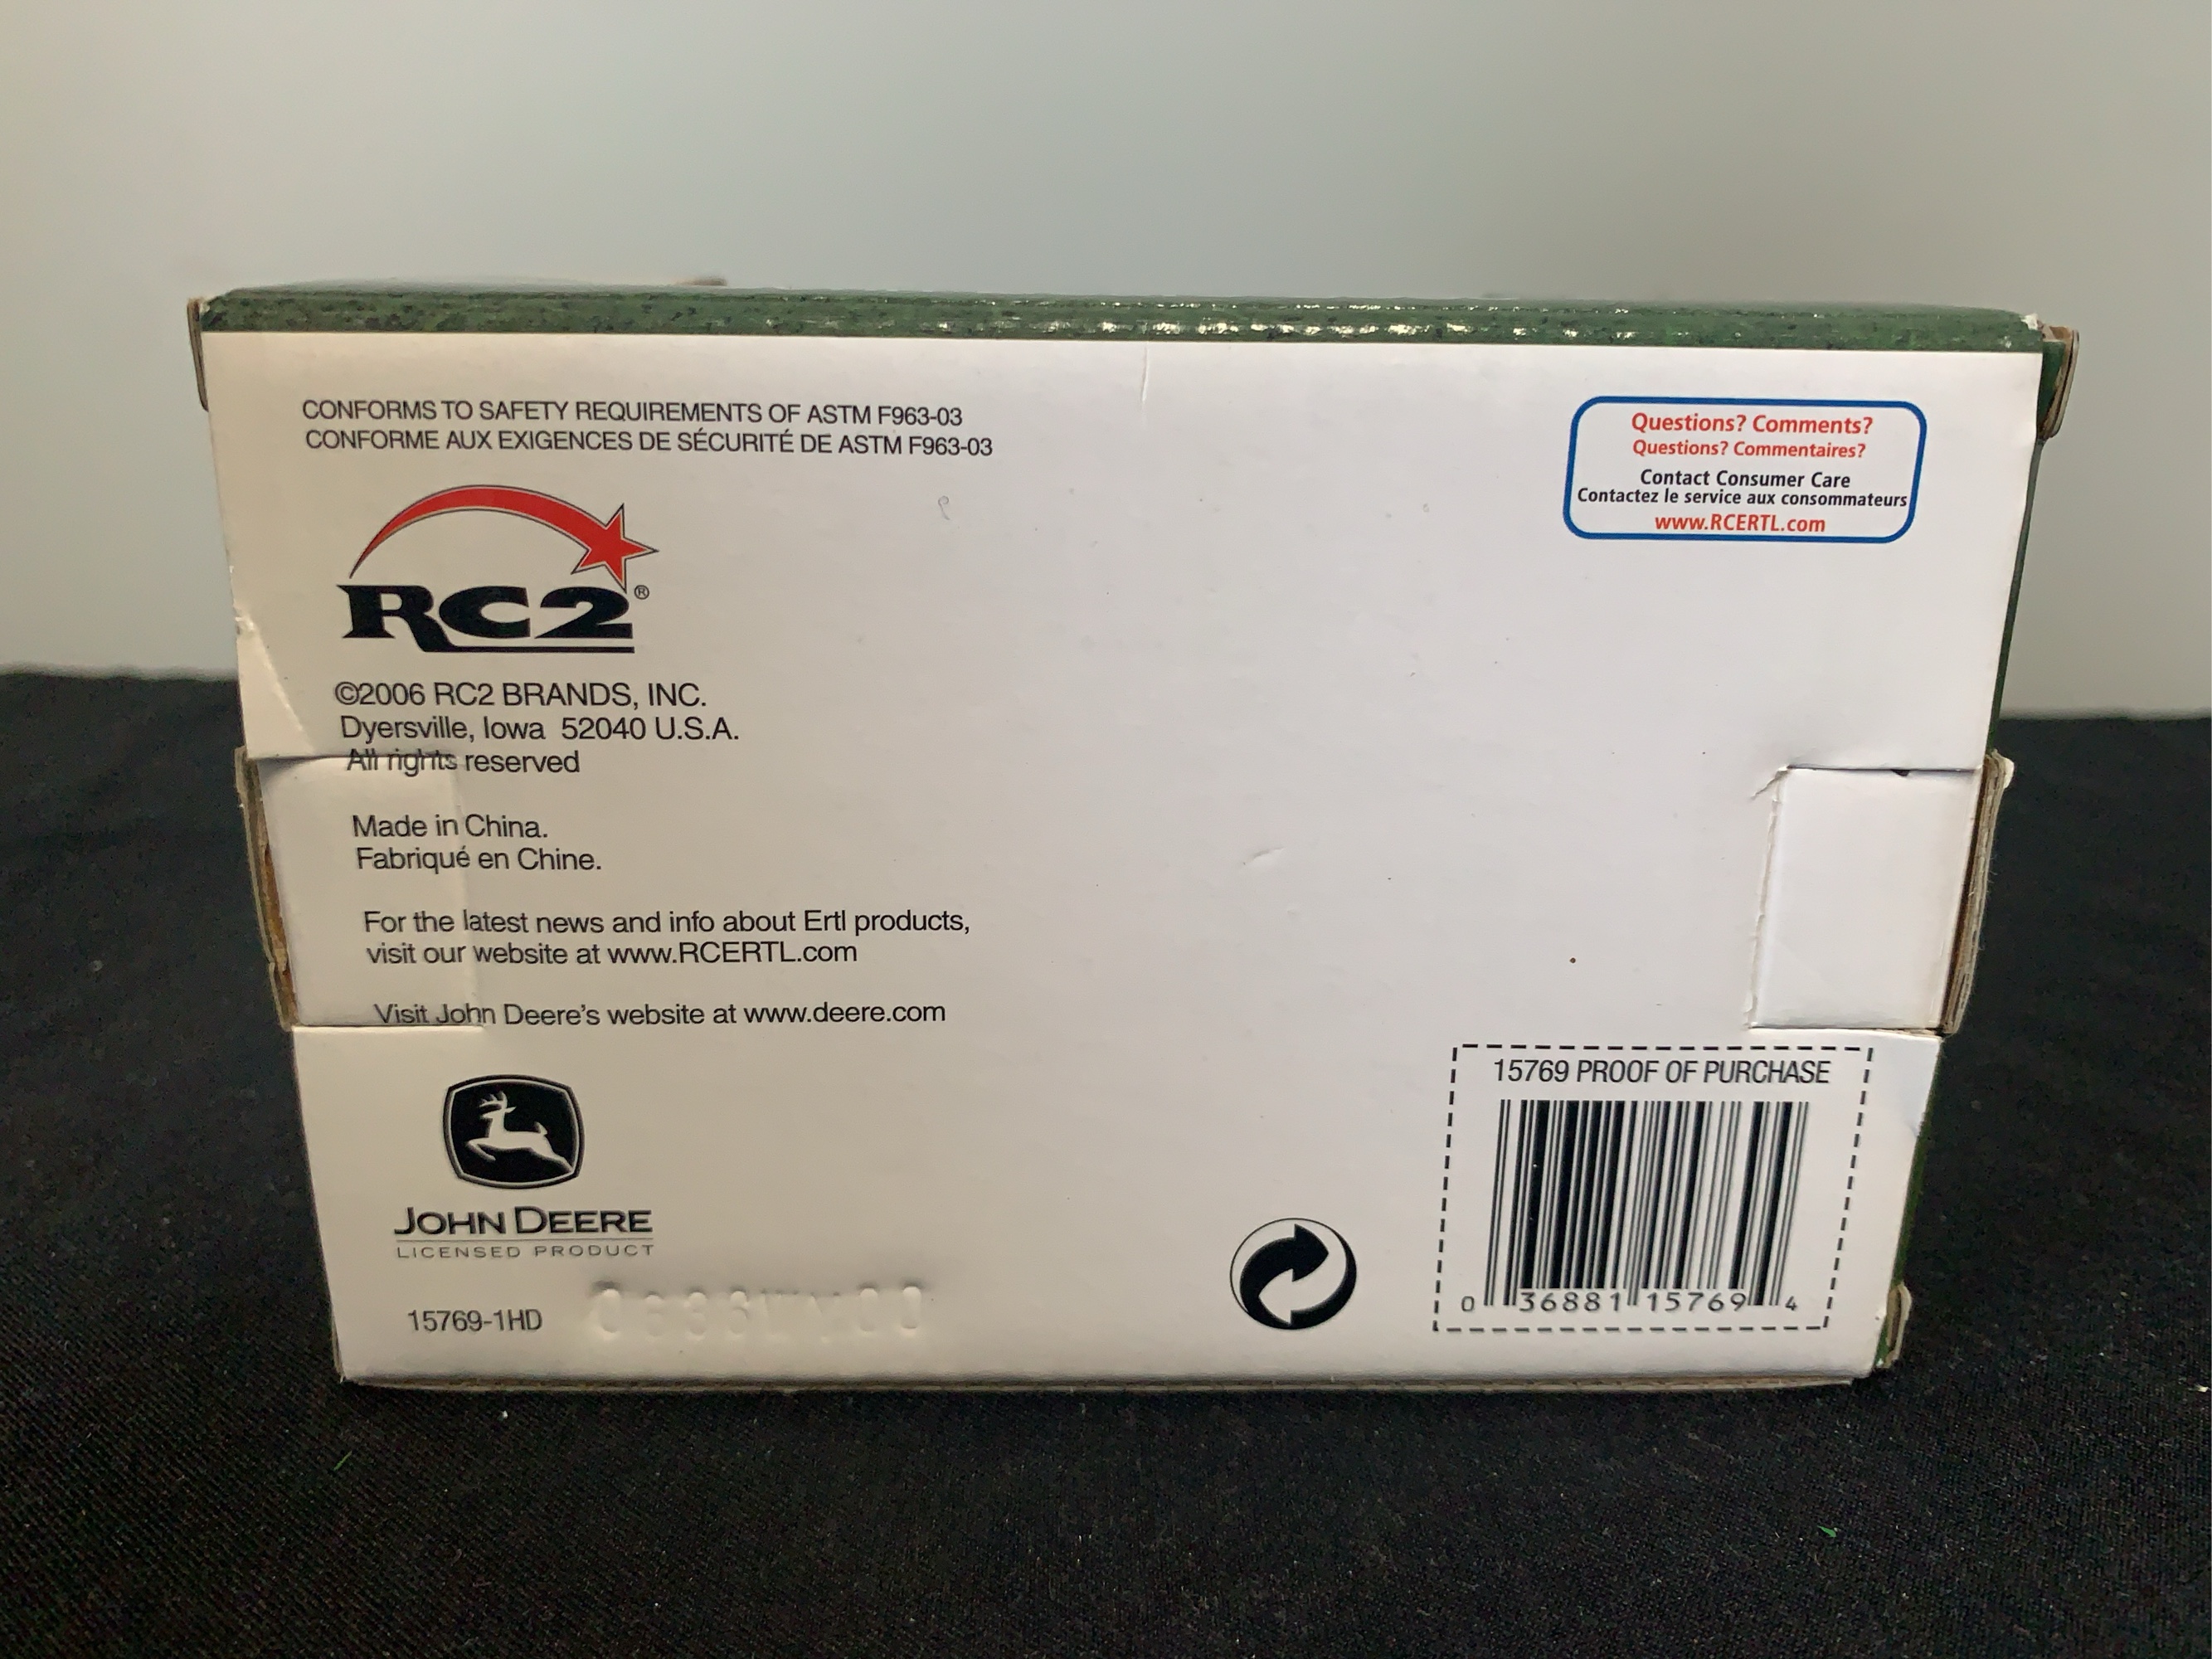 CONFORMS TO SAFETY REQUIREMENTS OF ASTM F963-03
CONFORME AUX EXIGENCES DE SÉCURITÉ DE ASTM F963-03
RC2®
©2006 RC2 BRANDS, INC.
Dyersville, Iowa 52040 U.S.A.
All rights reserved
Made in China.
Fabriqué en Chine.
For the latest news and info about Ertl products,
visit our website at www.RCERTL.com
Visit John Deere's website at www.deere.com
JOHN DEERE
LICENSED PRODUCT
15769-1HD
Questions? Comments?
Questions? Commentaires?
Contact Consumer Care
Contactez le service aux consommateurs
www.RCERTL.com
15769 PROOF OF PURCHASE
0 36881 15769 4